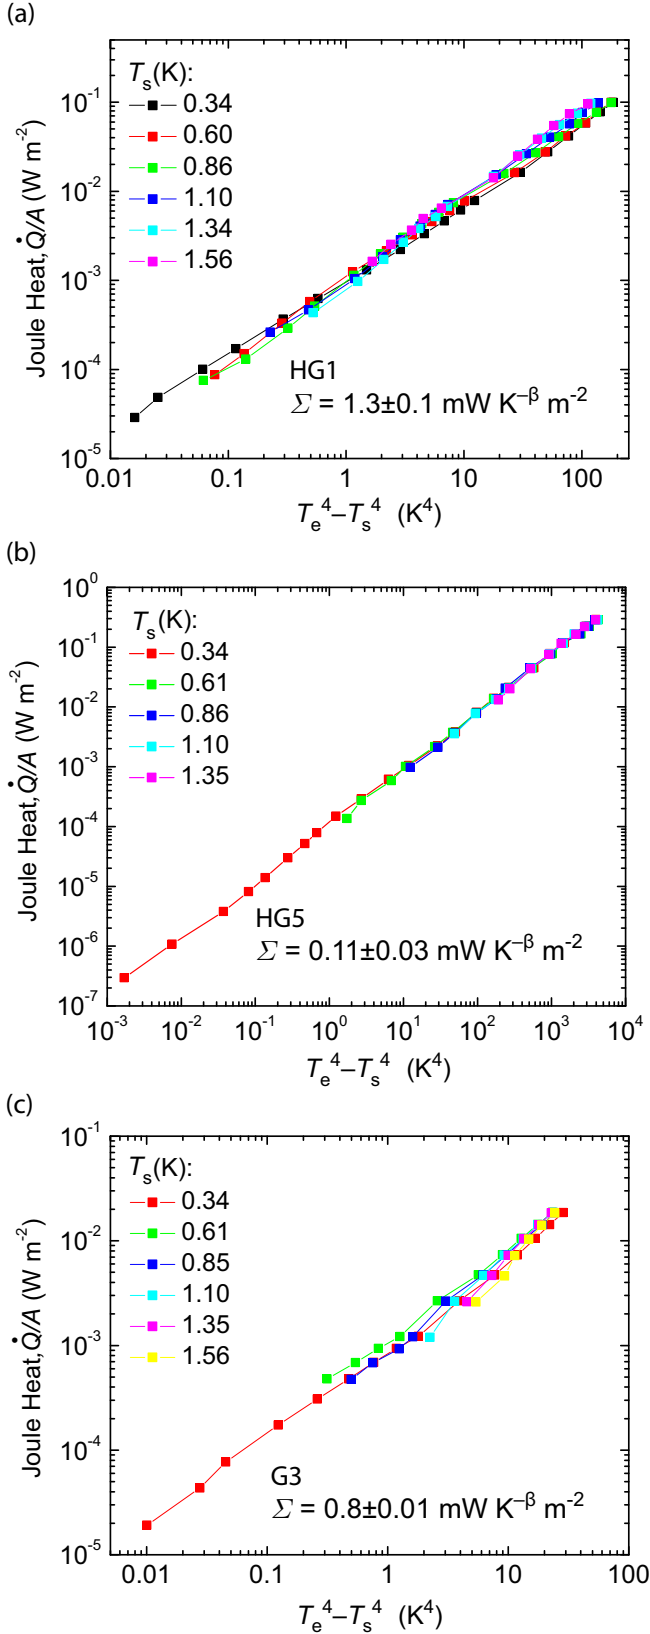 (a)
T_s(K):
0.34
0.60
0.86
1.10
1.34
1.56
Joule Heat, Q̇/A (W m⁻²)
10⁻¹
10⁻²
10⁻³
10⁻⁴
10⁻⁵
HG1
Σ = 1.3±0.1 mW K⁻ᵝ m⁻²
0.01 0.1 1 10 100
Tₑ⁴–Tₛ⁴ (K⁴)
(b)
T_s(K):
0.34
0.61
0.86
1.10
1.35
Joule Heat, Q̇/A (W m⁻²)
10⁰
10⁻¹
10⁻²
10⁻³
10⁻⁴
10⁻⁵
10⁻⁶
10⁻⁷
HG5
Σ = 0.11±0.03 mW K⁻ᵝ m⁻²
10⁻³ 10⁻² 10⁻¹ 10⁰ 10¹ 10² 10³ 10⁴
Tₑ⁴–Tₛ⁴ (K⁴)
(c)
T_s(K):
0.34
0.61
0.85
1.10
1.35
1.56
Joule Heat, Q̇/A (W m⁻²)
10⁻¹
10⁻²
10⁻³
10⁻⁴
10⁻⁵
G3
Σ = 0.8±0.01 mW K⁻ᵝ m⁻²
0.01 0.1 1 10 100
Tₑ⁴–Tₛ⁴ (K⁴)